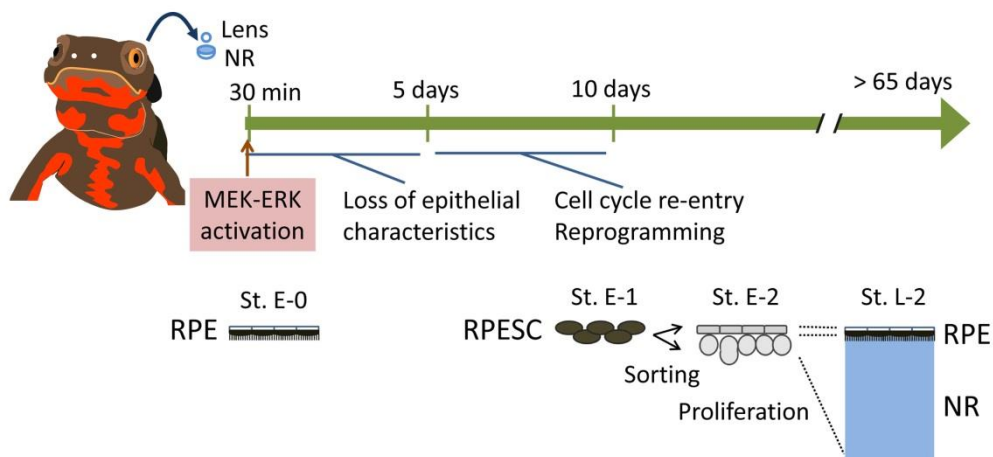 Lens
NR
30 min
5 days
10 days
> 65 days
MEK-ERK
activation
Loss of epithelial
characteristics
Cell cycle re-entry
Reprogramming
St. E-0
St. E-1
St. E-2
St. L-2
RPE
RPESC
RPE
Sorting
Proliferation
NR